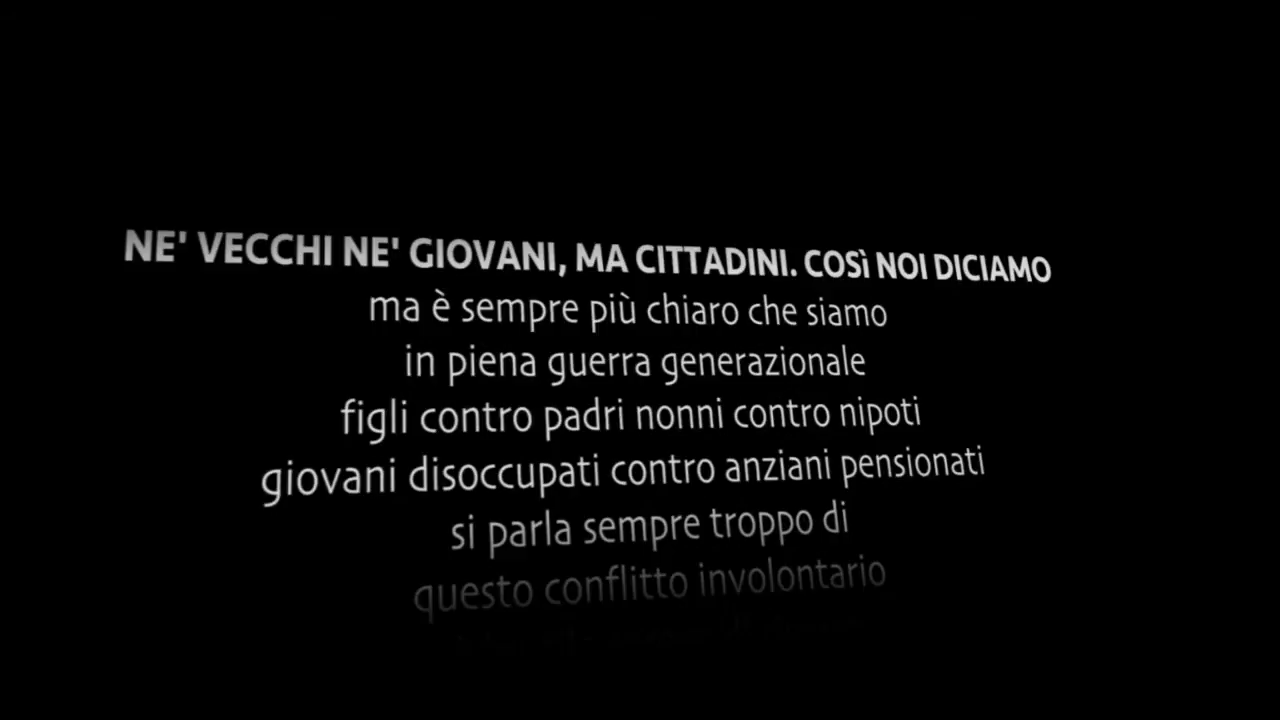 NE' VECCHI NE' GIOVANI, MA CITTADINI. COSì NOI DICIAMO
ma è sempre più chiaro che siamo
in piena guerra generazionale
figli contro padri nonni contro nipoti
giovani disoccupati contro anziani pensionati
si parla sempre troppo di
questo conflitto involontario